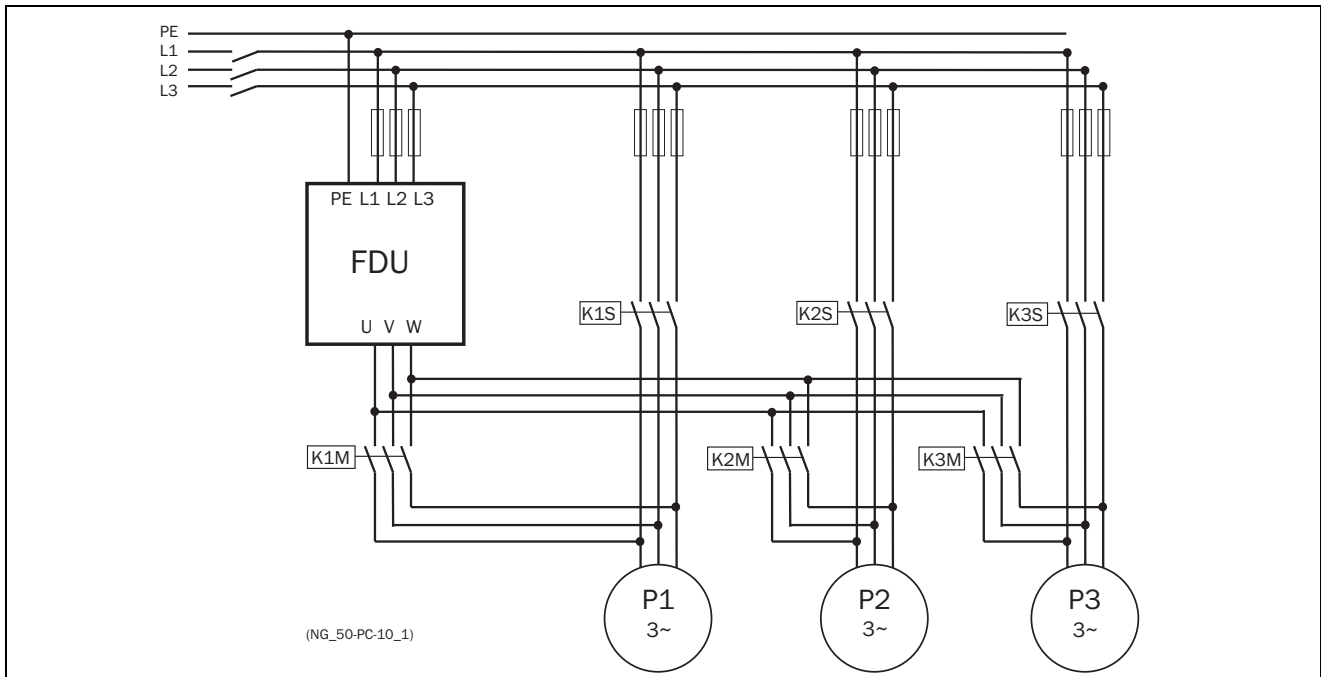 PE
L1
L2
L3
PE L1 L2 L3
FDU
U V W
K1S
K2S
K3S
K1M
K2M
K3M
P1
3~
P2
3~
P3
3~
(NG_50-PC-10_1)